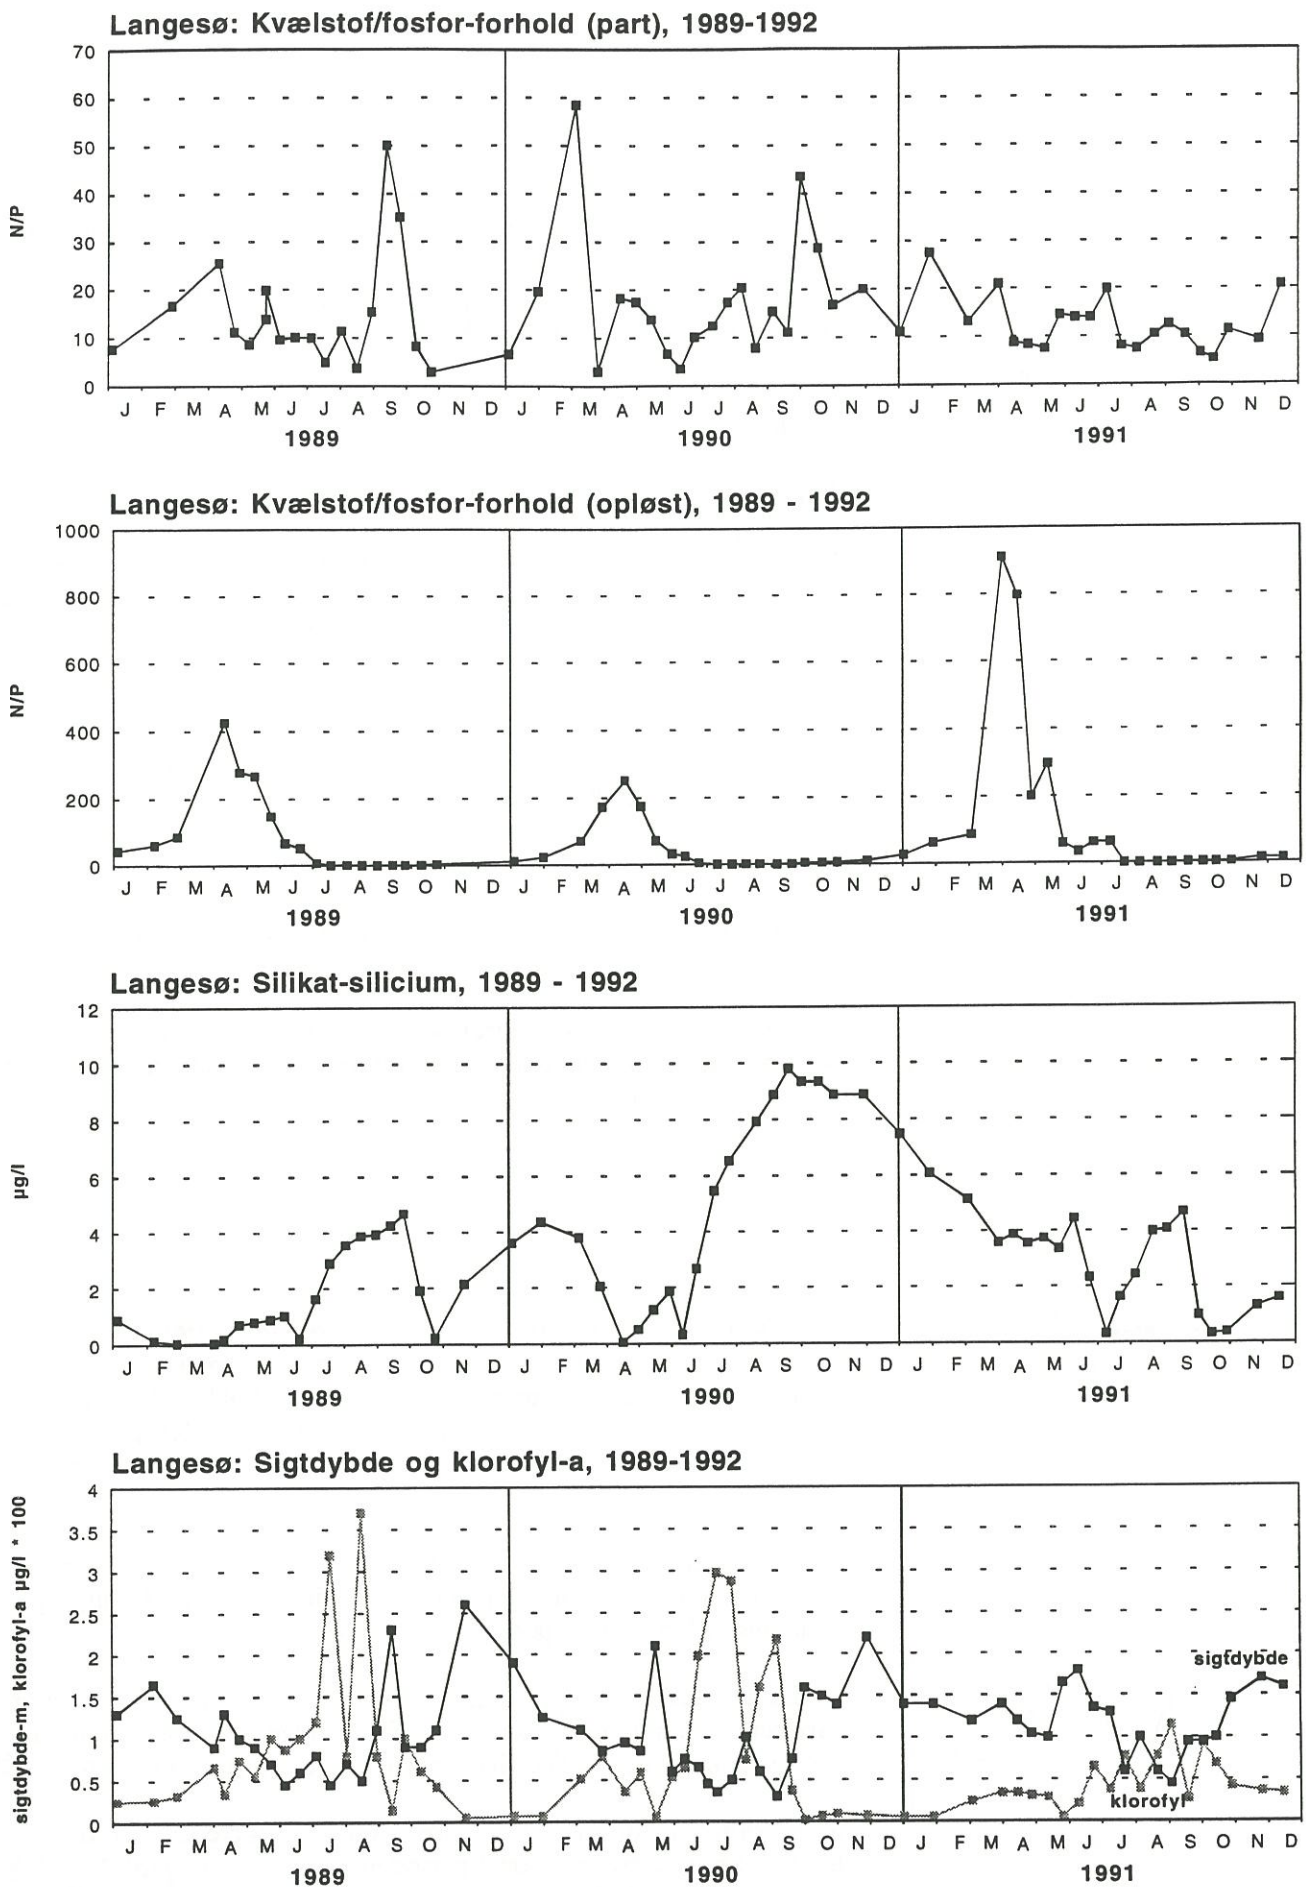 Langesø: Kvælstof/fosfor-forhold (part), 1989-1992
70
60
50
40
30
20
10
0
N/P
J F M A M J J A S O N D J F M A M J J A S O N D J F M A M J J A S O N D
1989 1990 1991
Langesø: Kvælstof/fosfor-forhold (opløst), 1989 - 1992
1000
800
600
400
200
0
N/P
J F M A M J J A S O N D J F M A M J J A S O N D J F M A M J J A S O N D
1989 1990 1991
Langesø: Silikat-silicium, 1989 - 1992
12
10
8
6
4
2
0
µg/l
J F M A M J J A S O N D J F M A M J J A S O N D J F M A M J J A S O N D
1989 1990 1991
Langesø: Sigtdybde og klorofyl-a, 1989-1992
4
3.5
3
2.5
2
1.5
1
0.5
0
sigtdybde-m, klorofyl-a µg/l * 100
sigtdybde
klorofyl
J F M A M J J A S O N D J F M A M J J A S O N D J F M A M J J A S O N D
1989 1990 1991